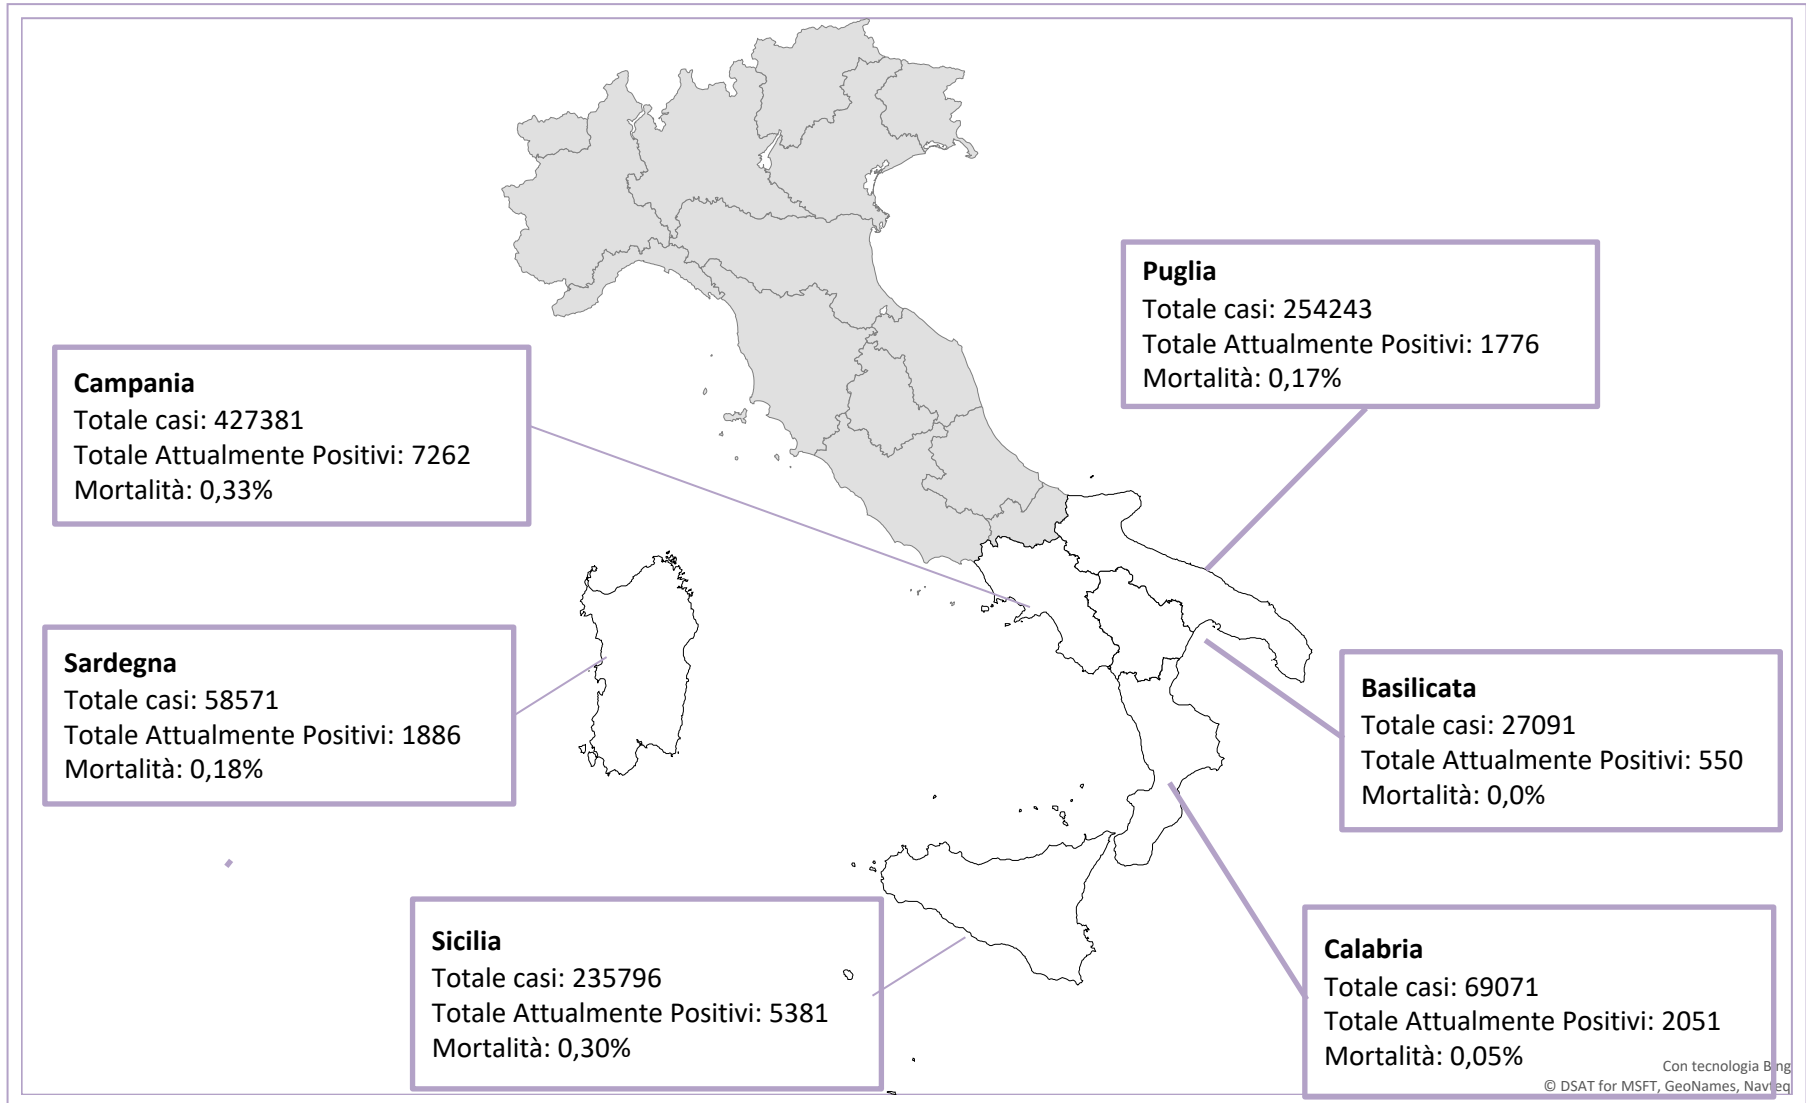 Puglia
Totale casi: 254243
Totale Attualmente Positivi: 1776
Mortalità: 0,17%
Campania
Totale casi: 427381
Totale Attualmente Positivi: 7262
Mortalità: 0,33%
Sardegna
Totale casi: 58571
Totale Attualmente Positivi: 1886
Mortalità: 0,18%
Basilicata
Totale casi: 27091
Totale Attualmente Positivi: 550
Mortalità: 0,0%
Sicilia
Totale casi: 235796
Totale Attualmente Positivi: 5381
Mortalità: 0,30%
Calabria
Totale casi: 69071
Totale Attualmente Positivi: 2051
Mortalità: 0,05%
Con tecnologia Bing
© DSAT for MSFT, GeoNames, Navteq